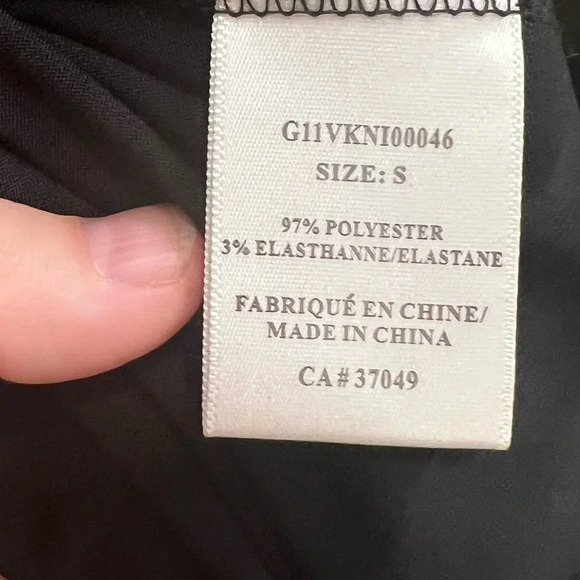 G11VKNI00046
SIZE: S
97% POLYESTER
3% ELASTHANNE/ELASTANE
FABRIQUÉ EN CHINE/
MADE IN CHINA
CA # 37049